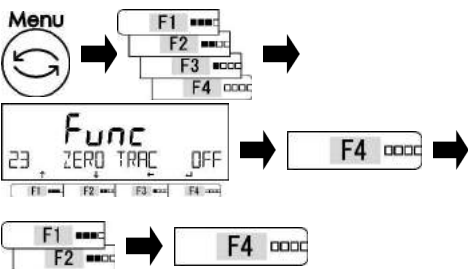 Menu
F1
F2
F3
F4
Func
23 ZERO TRAC OFF
F1 F2 F3 F4
F4
F1
F2
F4